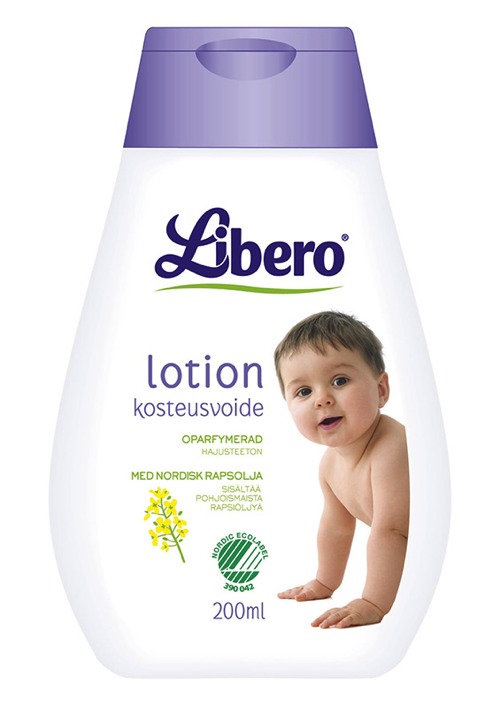 Libero®
lotion
kosteusvoide
OPARFYMERAD
HAJUSTEETON
MED NORDISK RAPSOLJA
SISÄLTÄÄ
POHJOISMAISTA
RAPSIÖLJYÄ
NORDIC ECOLABEL
390 042
200ml